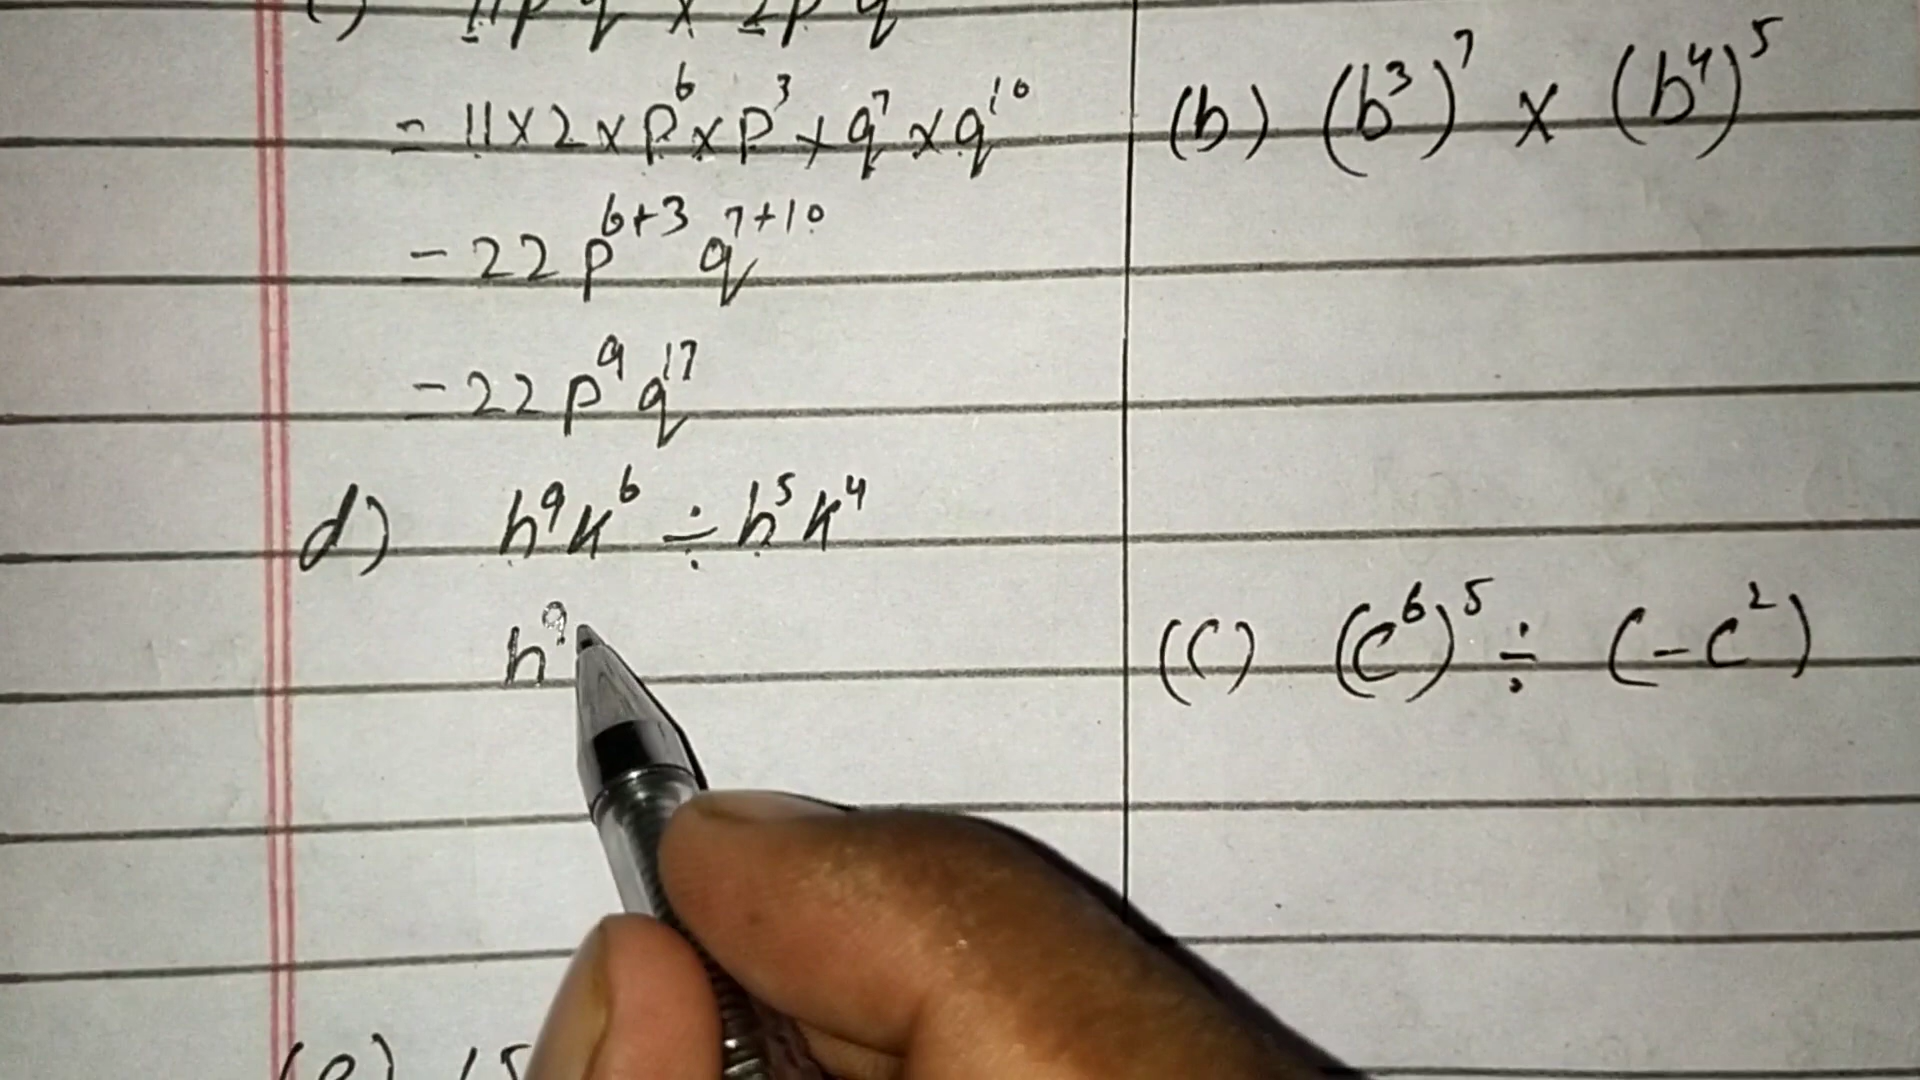 = 11×2×p⁶×p³×q⁷×q¹⁰
= 22 p⁶⁺³ q⁷⁺¹⁰
= 22 p⁹ q¹⁷
d) h⁹k⁶ ÷ h⁵k⁴
h⁹
(b) (b³)⁷ × (b⁴)⁵
(c) (c⁶)⁵ ÷ (-c²)